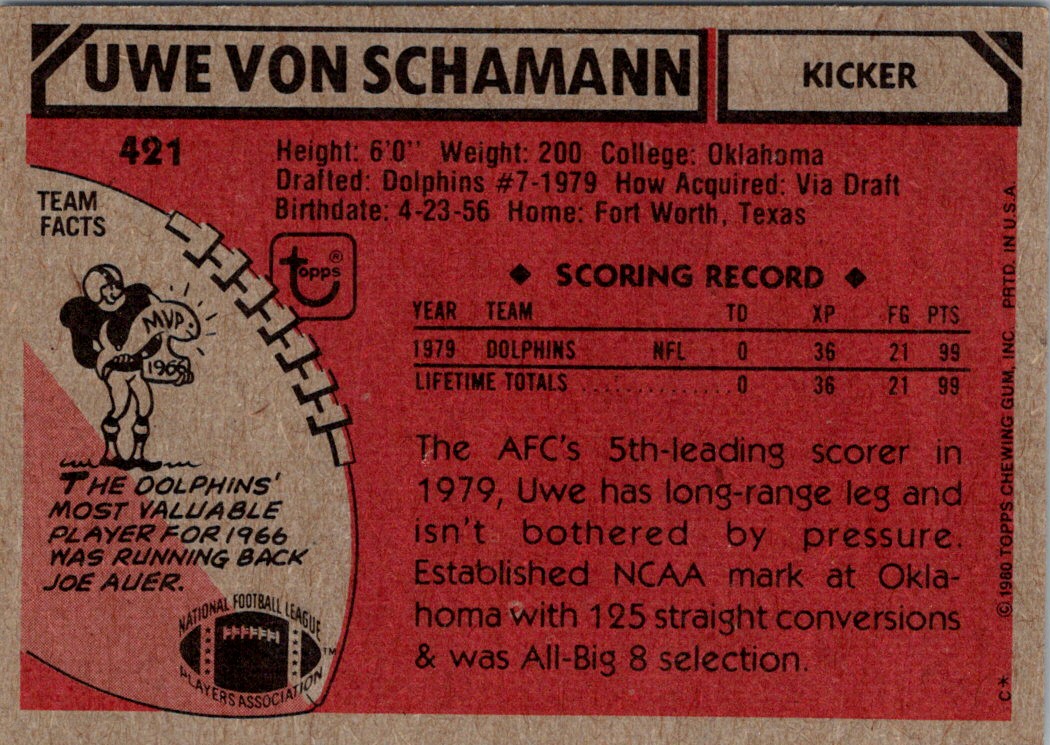 UWE VON SCHAMANN
KICKER
421
Height: 6'0" Weight: 200 College: Oklahoma
Drafted: Dolphins #7-1979 How Acquired: Via Draft
Birthdate: 4-23-56 Home: Fort Worth, Texas
TEAM
FACTS
MVP
1966
THE DOLPHINS'
MOST VALUABLE
PLAYER FOR 1966
WAS RUNNING BACK
JOE AUER.
NATIONAL FOOTBALL LEAGUE
PLAYERS ASSOCIATION
TM
topps®
◆ SCORING RECORD ◆
YEAR TEAM TD XP FG PTS
1979 DOLPHINS NFL 0 36 21 99
LIFETIME TOTALS .............. 0 36 21 99
The AFC's 5th-leading scorer in
1979, Uwe has long-range leg and
isn't bothered by pressure.
Established NCAA mark at Okla-
homa with 125 straight conversions
& was All-Big 8 selection.
C* © 1980 TOPPS CHEWING GUM, INC. PRTD. IN U.S.A.